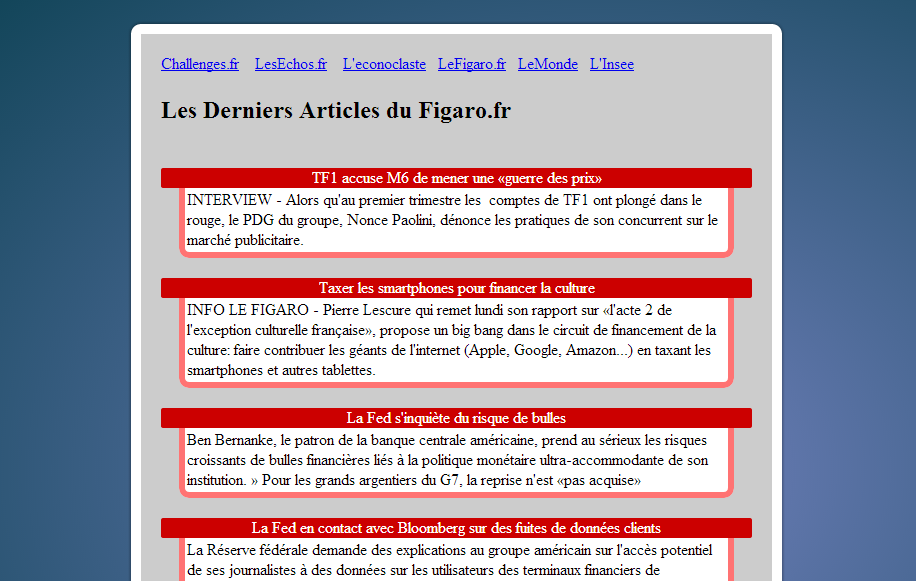 Challenges.fr LesEchos.fr L'econoclaste LeFigaro.fr LeMonde L'Insee
Les Derniers Articles du Figaro.fr
TF1 accuse M6 de mener une «guerre des prix»
INTERVIEW - Alors qu'au premier trimestre les comptes de TF1 ont plongé dans le
rouge, le PDG du groupe, Nonce Paolini, dénonce les pratiques de son concurrent sur le
marché publicitaire.
Taxer les smartphones pour financer la culture
INFO LE FIGARO - Pierre Lescure qui remet lundi son rapport sur «l'acte 2 de
l'exception culturelle française», propose un big bang dans le circuit de financement de la
culture: faire contribuer les géants de l'internet (Apple, Google, Amazon...) en taxant les
smartphones et autres tablettes.
La Fed s'inquiète du risque de bulles
Ben Bernanke, le patron de la banque centrale américaine, prend au sérieux les risques
croissants de bulles financières liés à la politique monétaire ultra-accommodante de son
institution. » Pour les grands argentiers du G7, la reprise n'est «pas acquise»
La Fed en contact avec Bloomberg sur des fuites de données clients
La Réserve fédérale demande des explications au groupe américain sur l'accès potentiel
de ses journalistes à des données sur les utilisateurs des terminaux financiers de